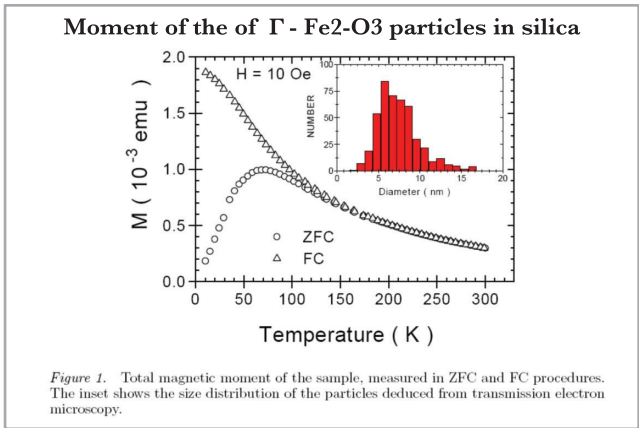 Moment of the of Γ - Fe2-O3 particles in silica
H = 10 Oe
M ( 10 -3 emu )
2.0
1.5
1.0
0.5
0.0
0 50 100 150 200 250 300
Temperature ( K )
ZFC
FC
NUMBER
100
75
50
25
0
0 5 10 15 20
Diameter ( nm )
Figure 1. Total magnetic moment of the sample, measured in ZFC and FC procedures.
The inset shows the size distribution of the particles deduced from transmission electron
microscopy.